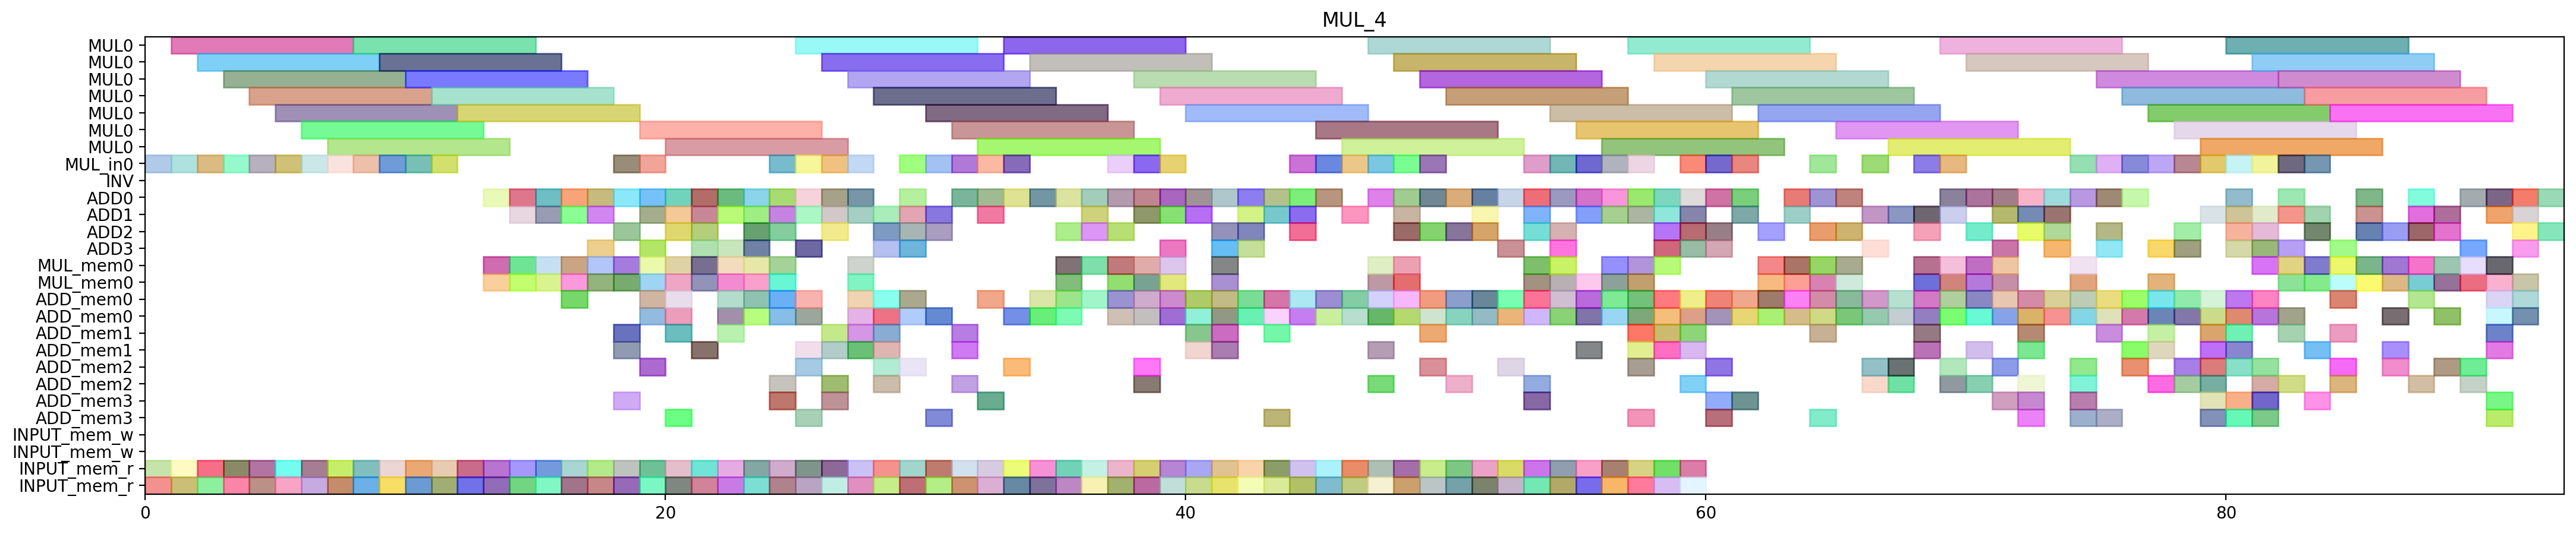 MUL_4
MUL0
MUL0
MUL0
MUL0
MUL0
MUL0
MUL0
MUL_in0
INV
ADD0
ADD1
ADD2
ADD3
MUL_mem0
MUL_mem0
ADD_mem0
ADD_mem0
ADD_mem1
ADD_mem1
ADD_mem2
ADD_mem2
ADD_mem3
ADD_mem3
INPUT_mem_w
INPUT_mem_w
INPUT_mem_r
INPUT_mem_r
0 20 40 60 80